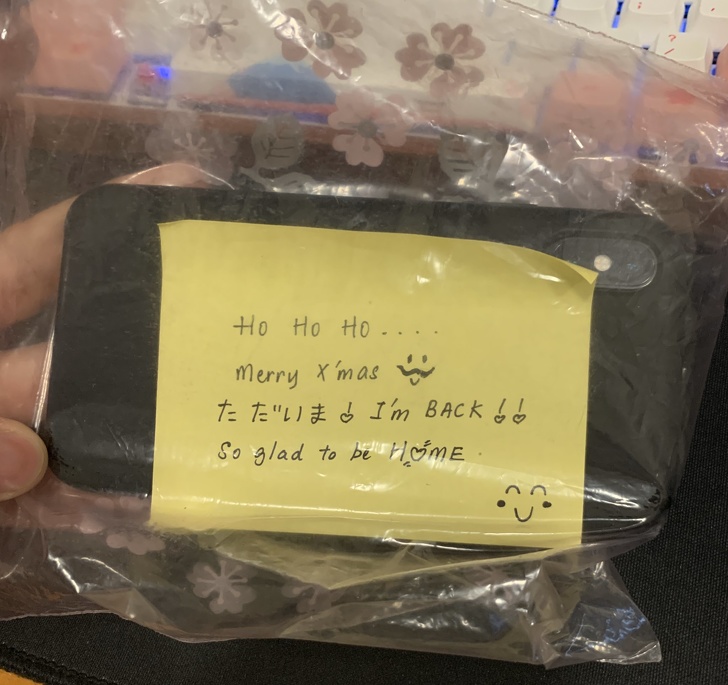 Ho Ho Ho....
Merry X'mas
た だいま! I'm BACK !!
So glad to be HOME